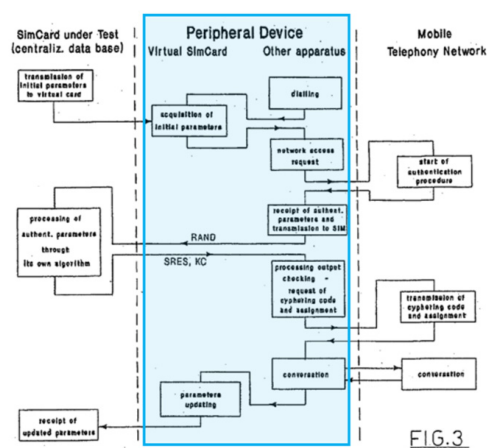 SimCard under Test
(centraliz. data base)
Peripheral Device
Virtual SimCard
Other apparatus
Mobile
Telephony Network
transmission of
initial parameters
to virtual card
dialling
acquisition of
initial parameters
network access
request
start of
authentication
procedure
receipt of authent.
parameters and
transmission to SIM
processing of
authent. parameters
through
its own algorithm
RAND
SRES, KC
processing output
checking -
request of
cyphering code
and assignment
transmission of
cyphering code
and assignment
conversation
conversation
parameters
updating
receipt of
updated parameters
FIG.3